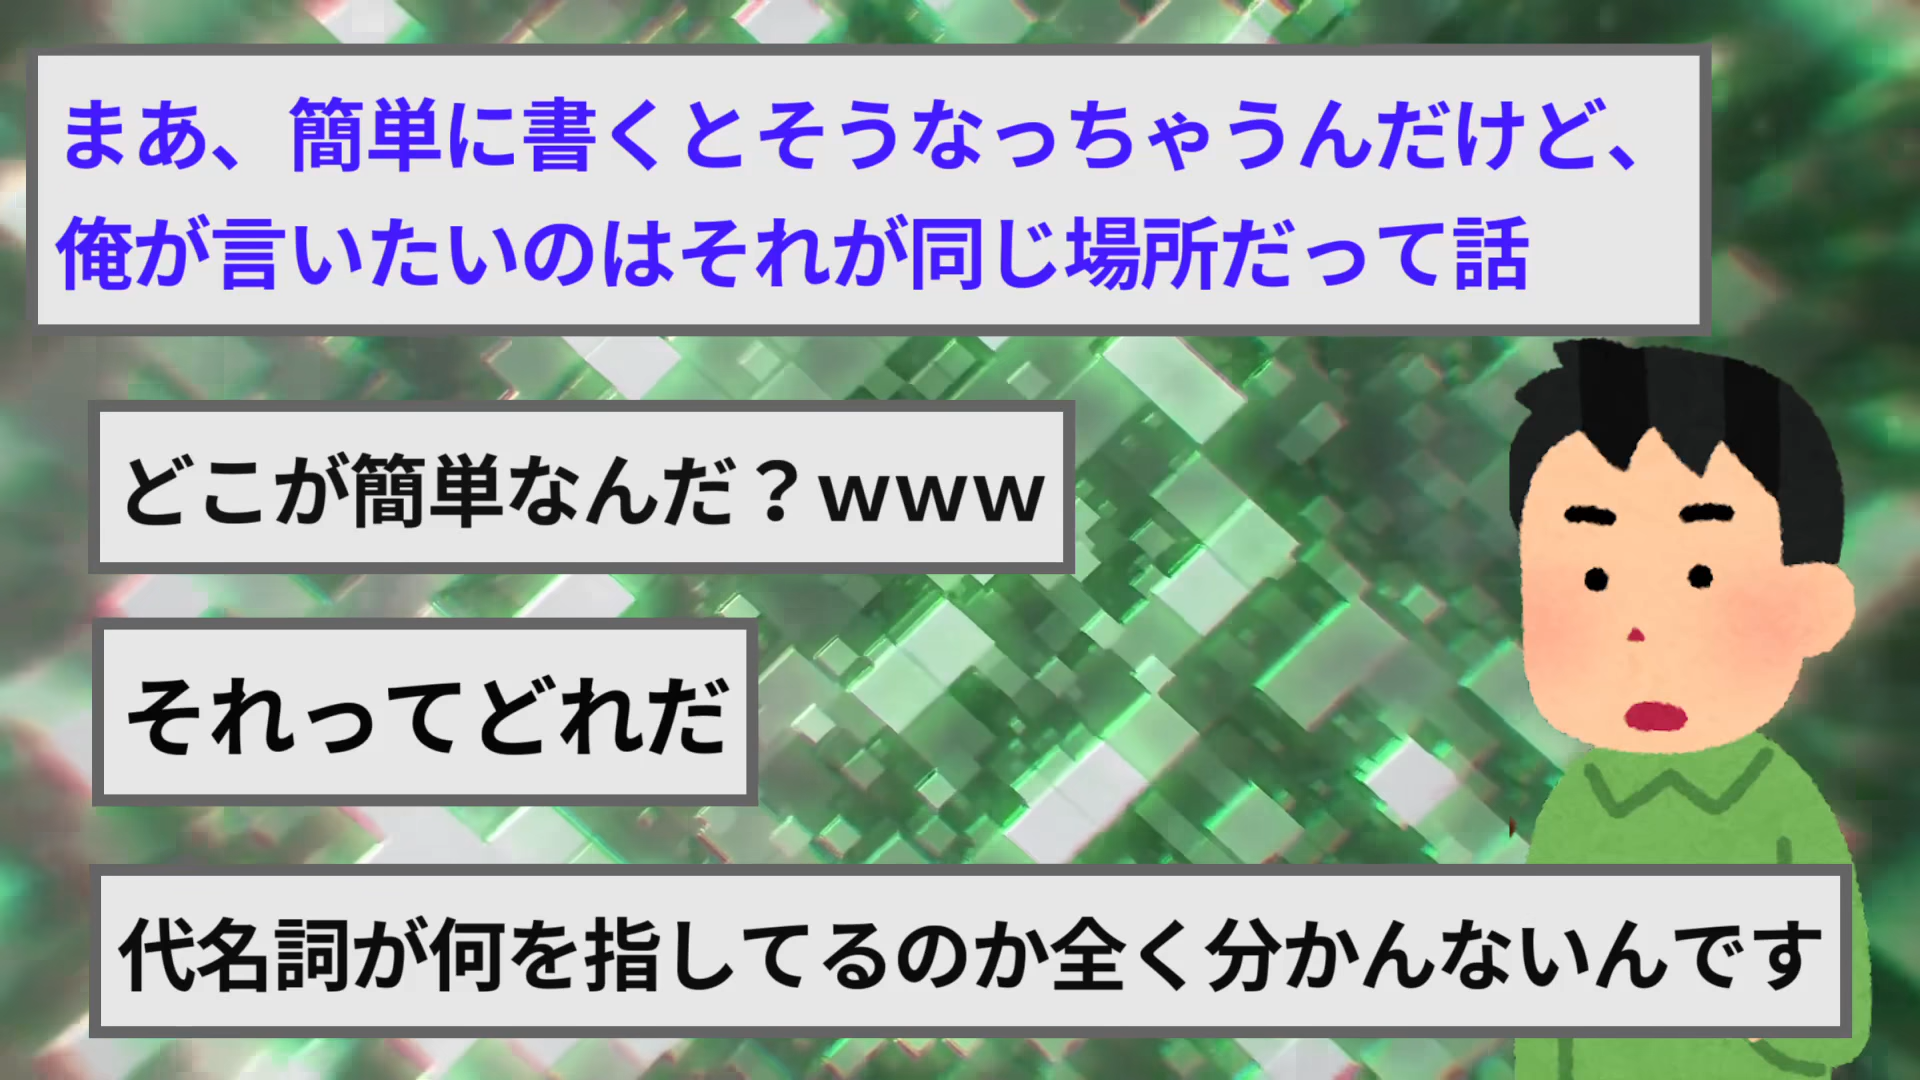 まあ、簡単に書くとそうなっちゃうんだけど、
俺が言いたいのはそれが同じ場所だって話
どこが簡単なんだ？ｗｗｗ
それってどれだ
代名詞が何を指してるのか全く分かんないんです